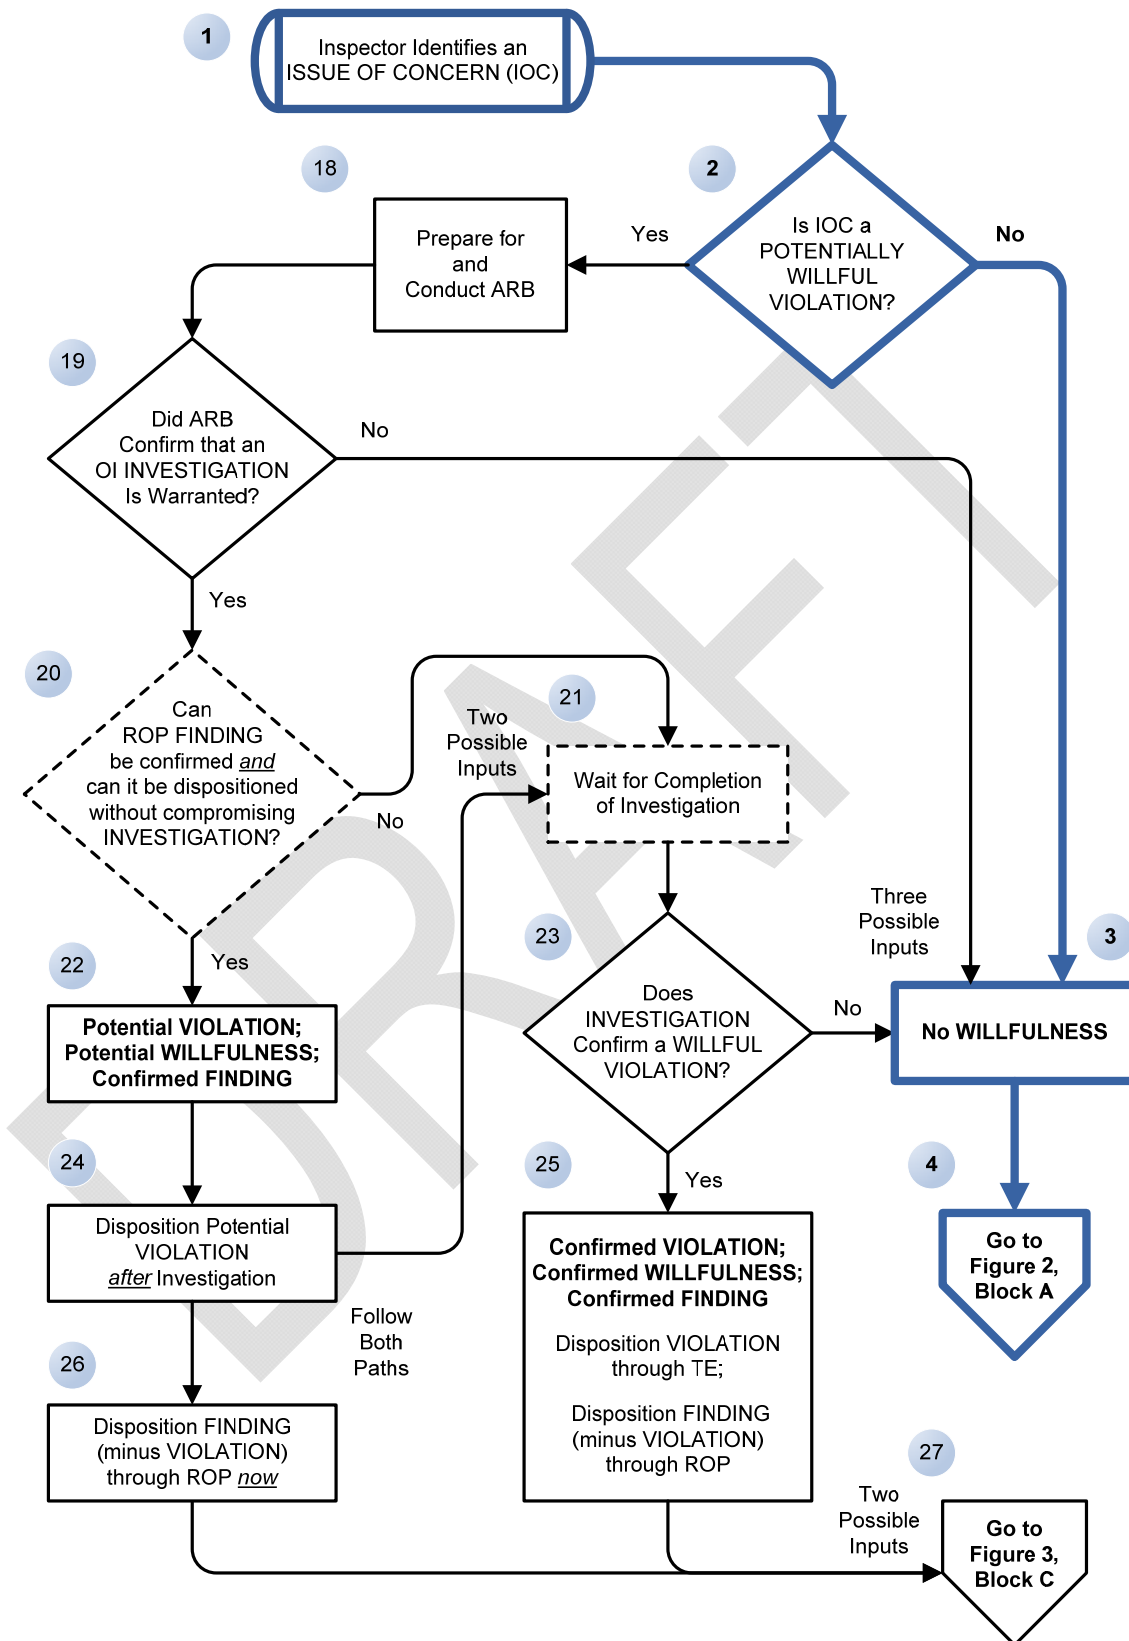 1
Inspector Identifies an
ISSUE OF CONCERN (IOC)
18
2
Prepare for
and
Conduct ARB
Yes
Is IOC a
POTENTIALLY
WILLFUL
VIOLATION?
No
19
Did ARB
Confirm that an
OI INVESTIGATION
Is Warranted?
No
Yes
20
Can
ROP FINDING
be confirmed and
can it be dispositioned
without compromising
INVESTIGATION?
No
Two
Possible
Inputs
21
Wait for Completion
of Investigation
Yes
22
Potential VIOLATION;
Potential WILLFULNESS;
Confirmed FINDING
23
Does
INVESTIGATION
Confirm a WILLFUL
VIOLATION?
No
Three
Possible
Inputs
3
No WILLFULNESS
24
Disposition Potential
VIOLATION
after Investigation
Follow
Both
Paths
25
Yes
Confirmed VIOLATION;
Confirmed WILLFULNESS;
Confirmed FINDING
Disposition VIOLATION
through TE;
Disposition FINDING
(minus VIOLATION)
through ROP
4
Go to
Figure 2,
Block A
26
Disposition FINDING
(minus VIOLATION)
through ROP now
27
Two
Possible
Inputs
Go to
Figure 3,
Block C
DRAFT